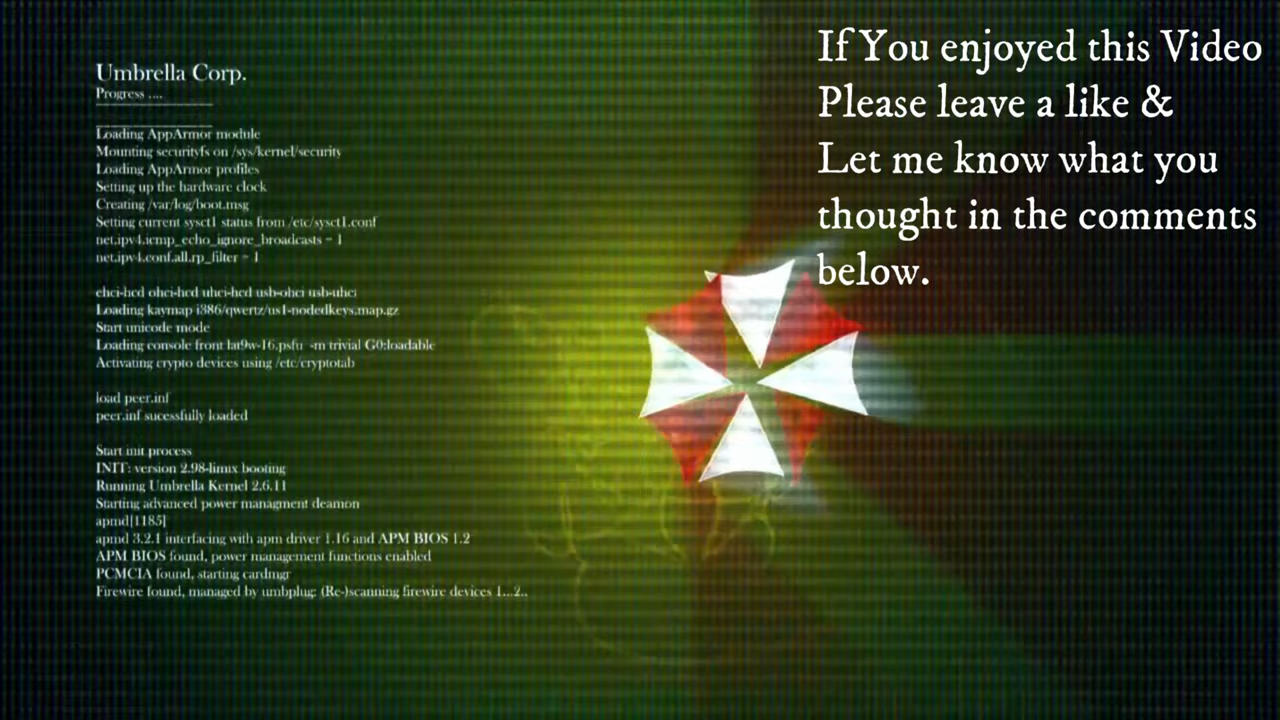 Umbrella Corp.
Progress ....
Loading AppArmor module
Mounting securityfs on /sys/kernel/security
Loading AppArmor profiles
Setting up the hardware clock
Creating /var/log/boot.msg
Setting current sysct1 status from /etc/sysct1.conf
net.ipv4.icmp_echo_ignore_broadcasts = 1
net.ipv4.conf.all.rp_filter = 1
ehci-hcd ohci-hcd uhci-hcd usb-ohci usb-uhci
Loading kaymap i386/qwertz/us1-nodedkeys.map.gz
Start unicode mode
Loading console front lat9w-16.psfu -m trivial G0:loadable
Activating crypto devices using /etc/cryptotab
load peer.inf
peer.inf sucessfully loaded
Start init process
INIT: version 2.98-linux booting
Running Umbrella Kernel 2.6.11
Starting advanced power managment deamon
apmd[1185]
apmd 3.2.1 interfacing with apm driver 1.16 and APM BIOS 1.2
APM BIOS found, power management functions enabled
PCMCIA found, starting cardmgr
Firewire found, managed by umbplug: (Re-)scanning firewire devices 1...2..
If You enjoyed this Video
Please leave a like &
Let me know what you
thought in the comments
below.